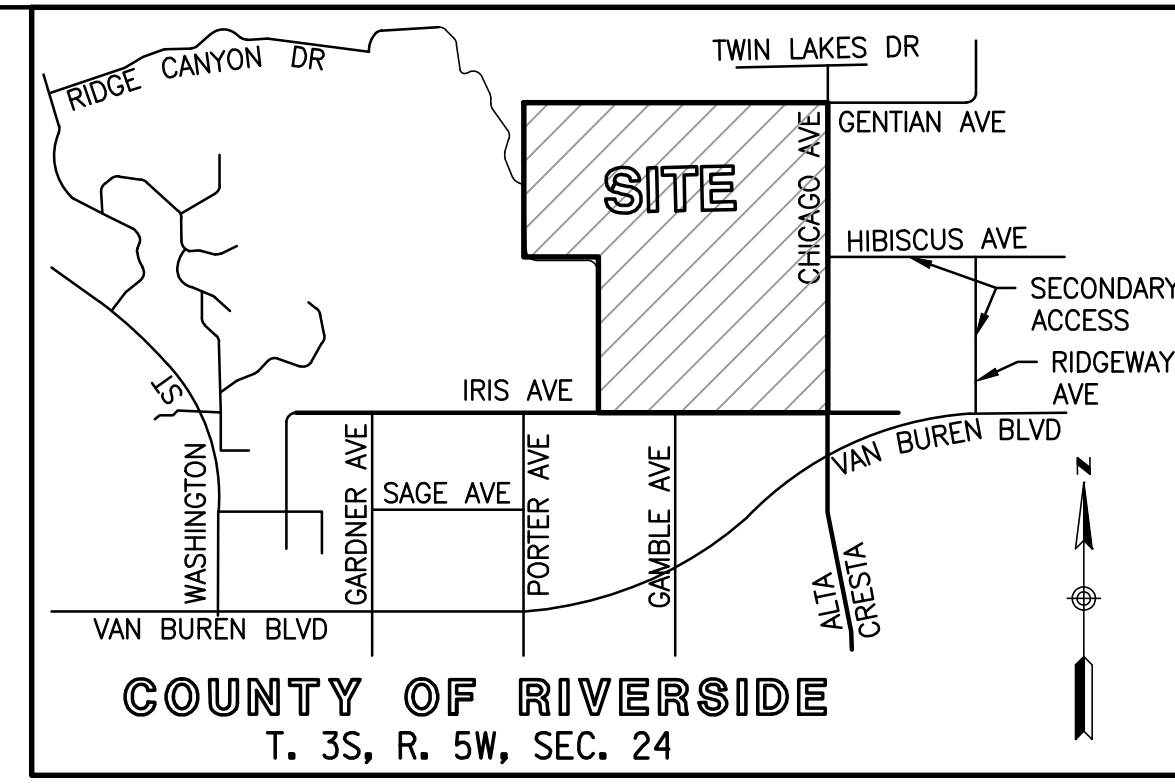 TWIN LAKES DR
RIDGE CANYON DR
GENTIAN AVE
CHICAGO AVE
SITE
HIBISCUS AVE
SECONDARY
ACCESS
RIDGEWAY
AVE
IRIS AVE
ST
WASHINGTON
GARDNER AVE
SAGE AVE
PORTER AVE
GAMBLE AVE
VAN BUREN BLVD
N
ALTA
CRESTA
VAN BUREN BLVD
COUNTY OF RIVERSIDE
T. 3S, R. 5W, SEC. 24